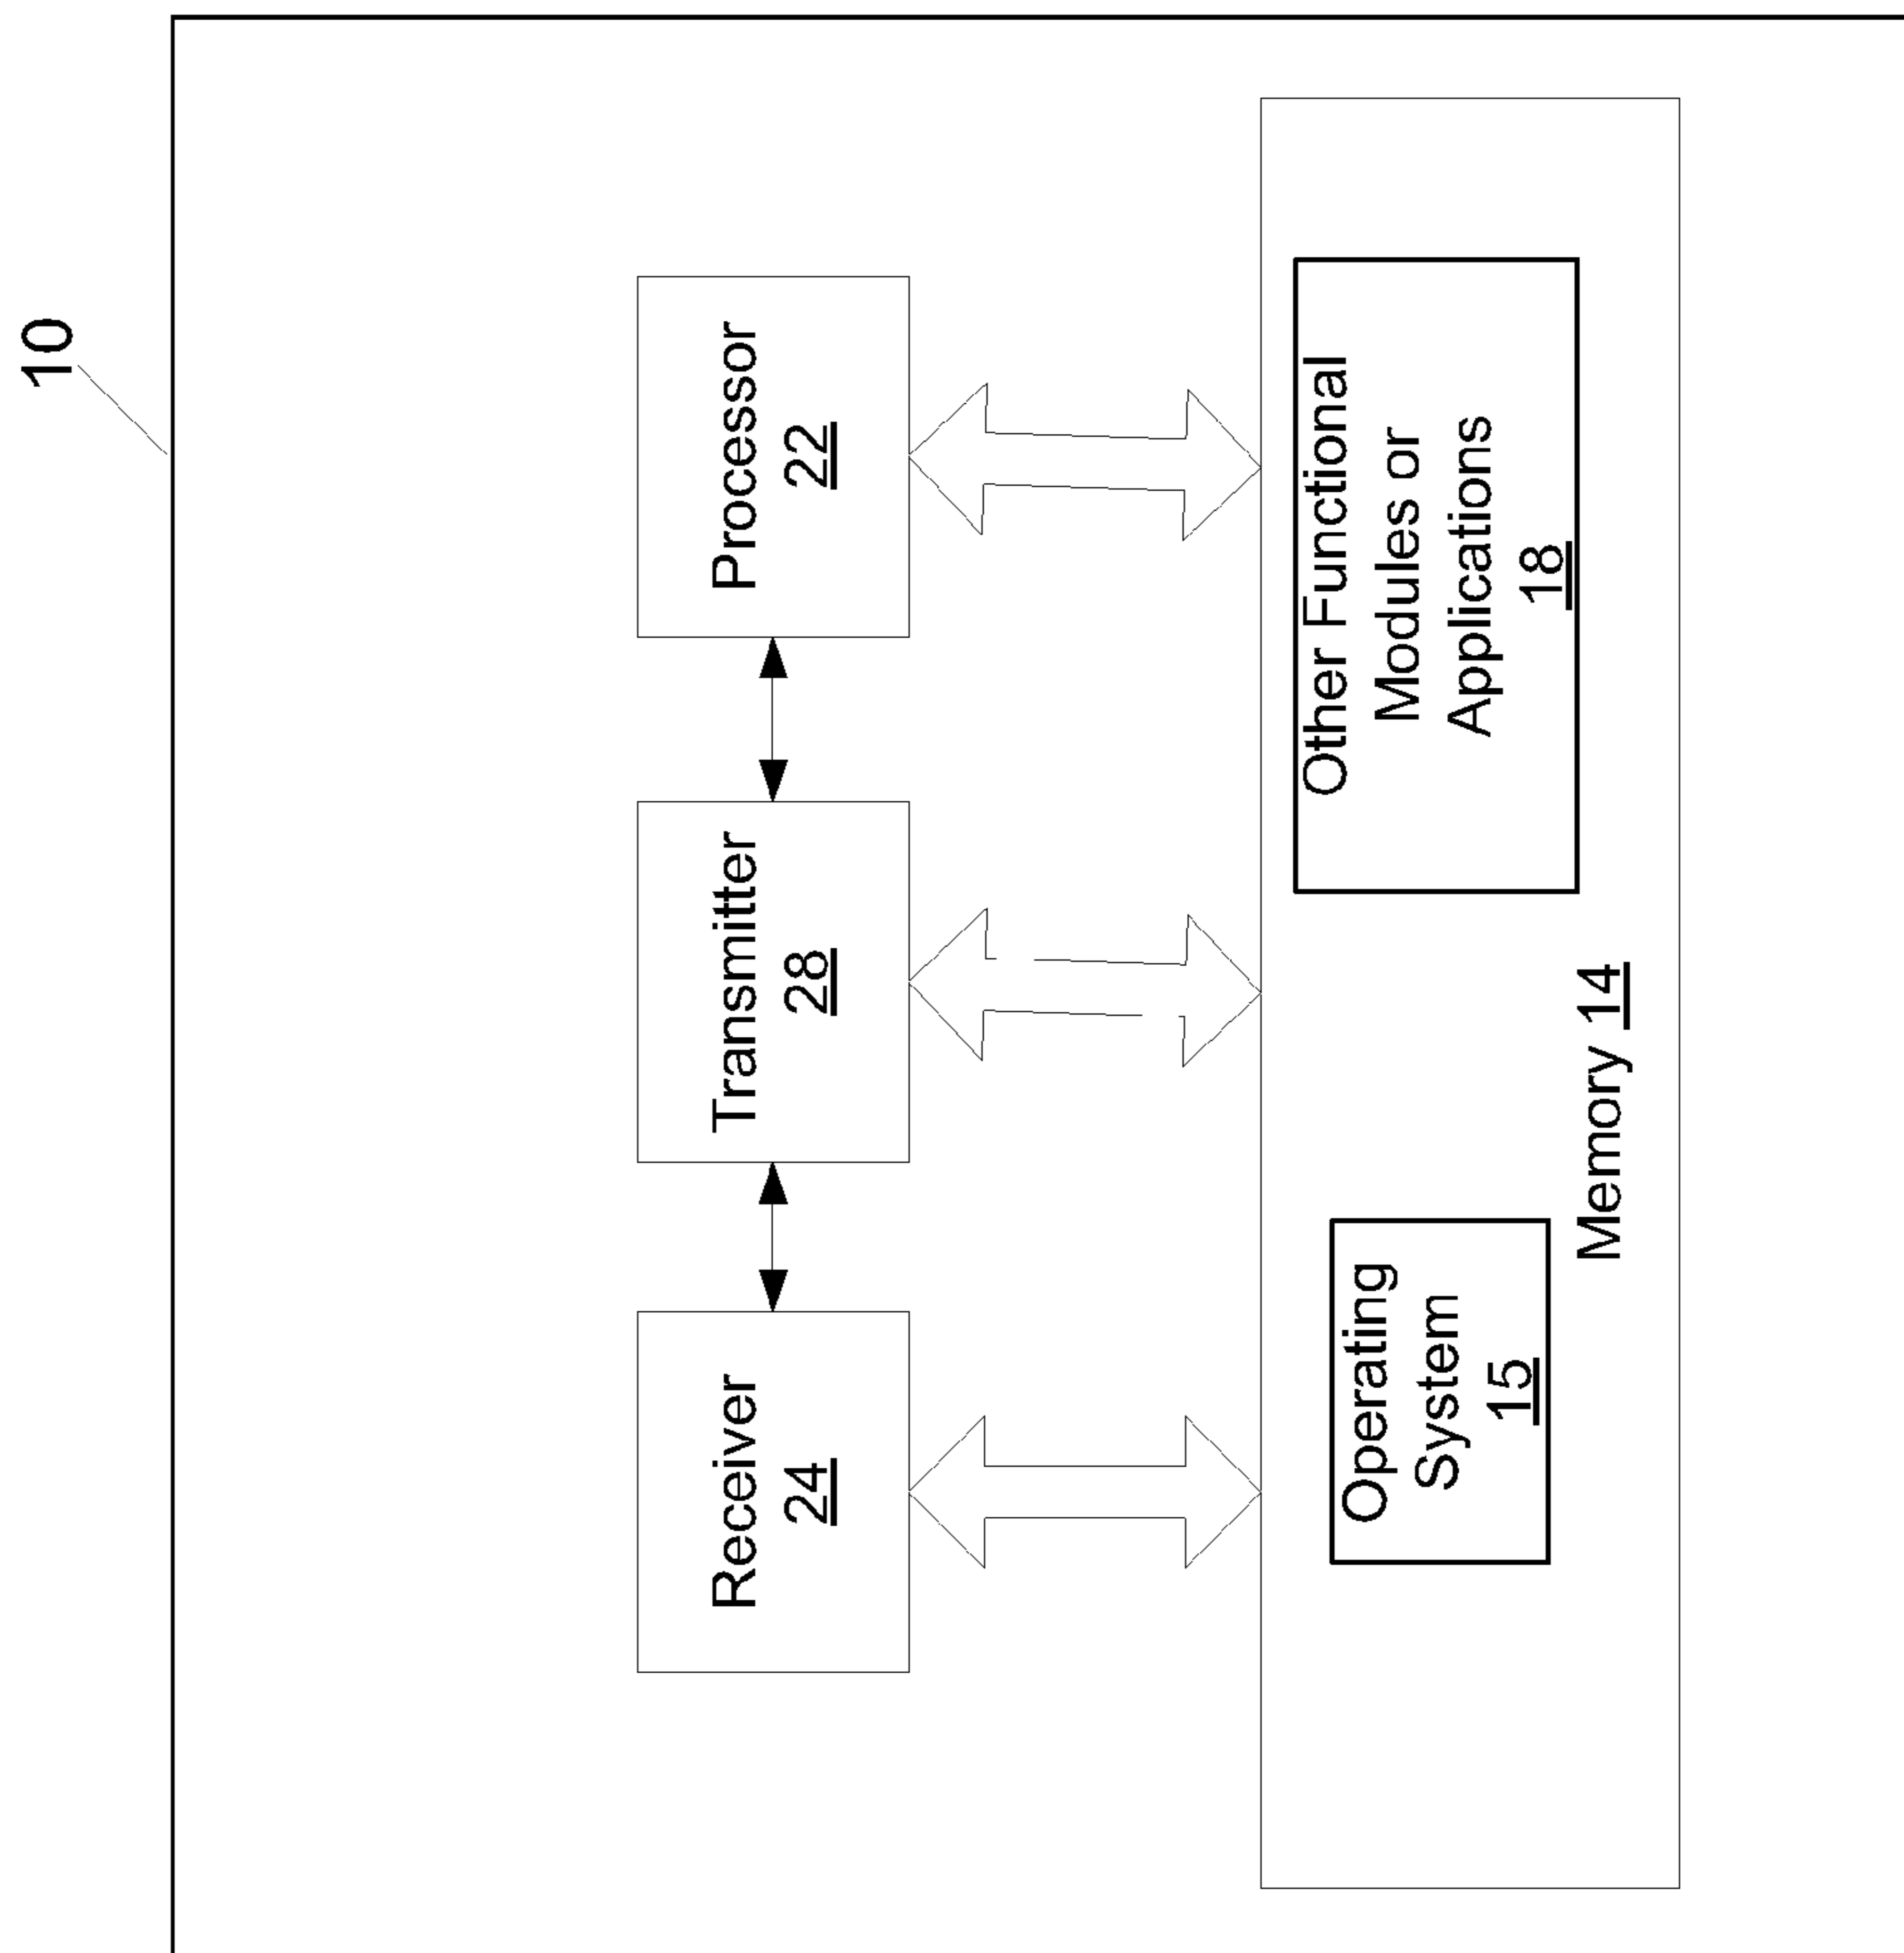 10
Receiver
24
Transmitter
28
Processor
22
Operating
System
15
Other Functional
Modules or
Applications
18
Memory 14